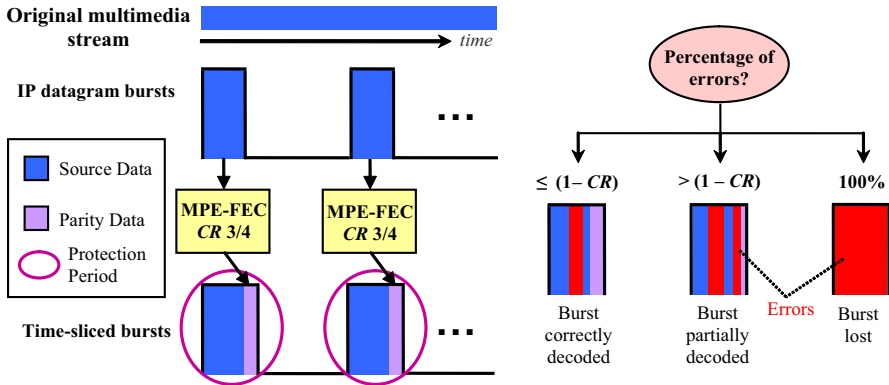 Original multimedia
stream
time
IP datagram bursts
...
Source Data
Parity Data
Protection
Period
MPE-FEC
CR 3/4
MPE-FEC
CR 3/4
Time-sliced bursts
...
Percentage of
errors?
≤ (1– CR)
> (1 – CR)
100%
Errors
Burst
correctly
decoded
Burst
partially
decoded
Burst
lost